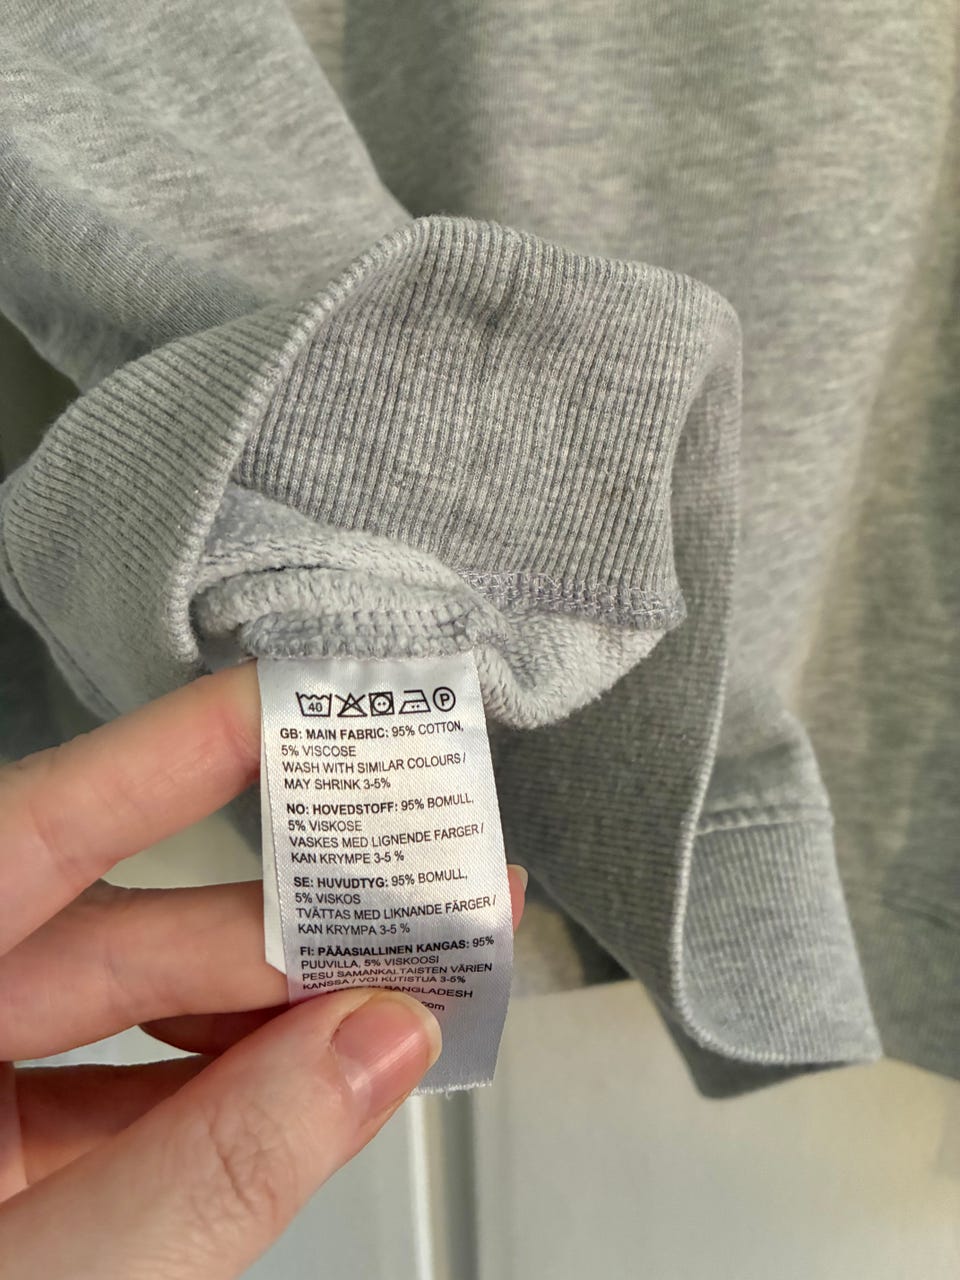 40 P
GB: MAIN FABRIC: 95% COTTON,
5% VISCOSE
WASH WITH SIMILAR COLOURS /
MAY SHRINK 3-5%
NO: HOVEDSTOFF: 95% BOMULL,
5% VISKOSE
VASKES MED LIGNENDE FARGER /
KAN KRYMPE 3-5 %
SE: HUVUDTYG: 95% BOMULL,
5% VISKOS
TVÄTTAS MED LIKNANDE FÄRGER /
KAN KRYMPA 3-5 %
FI: PÄÄASIALLINEN KANGAS: 95%
PUUVILLA, 5% VISKOOSI
PESU SAMANKALTAISTEN VÄRIEN
KANSSA / VOI KUTISTUA 3-5%
BANGLADESH
.com